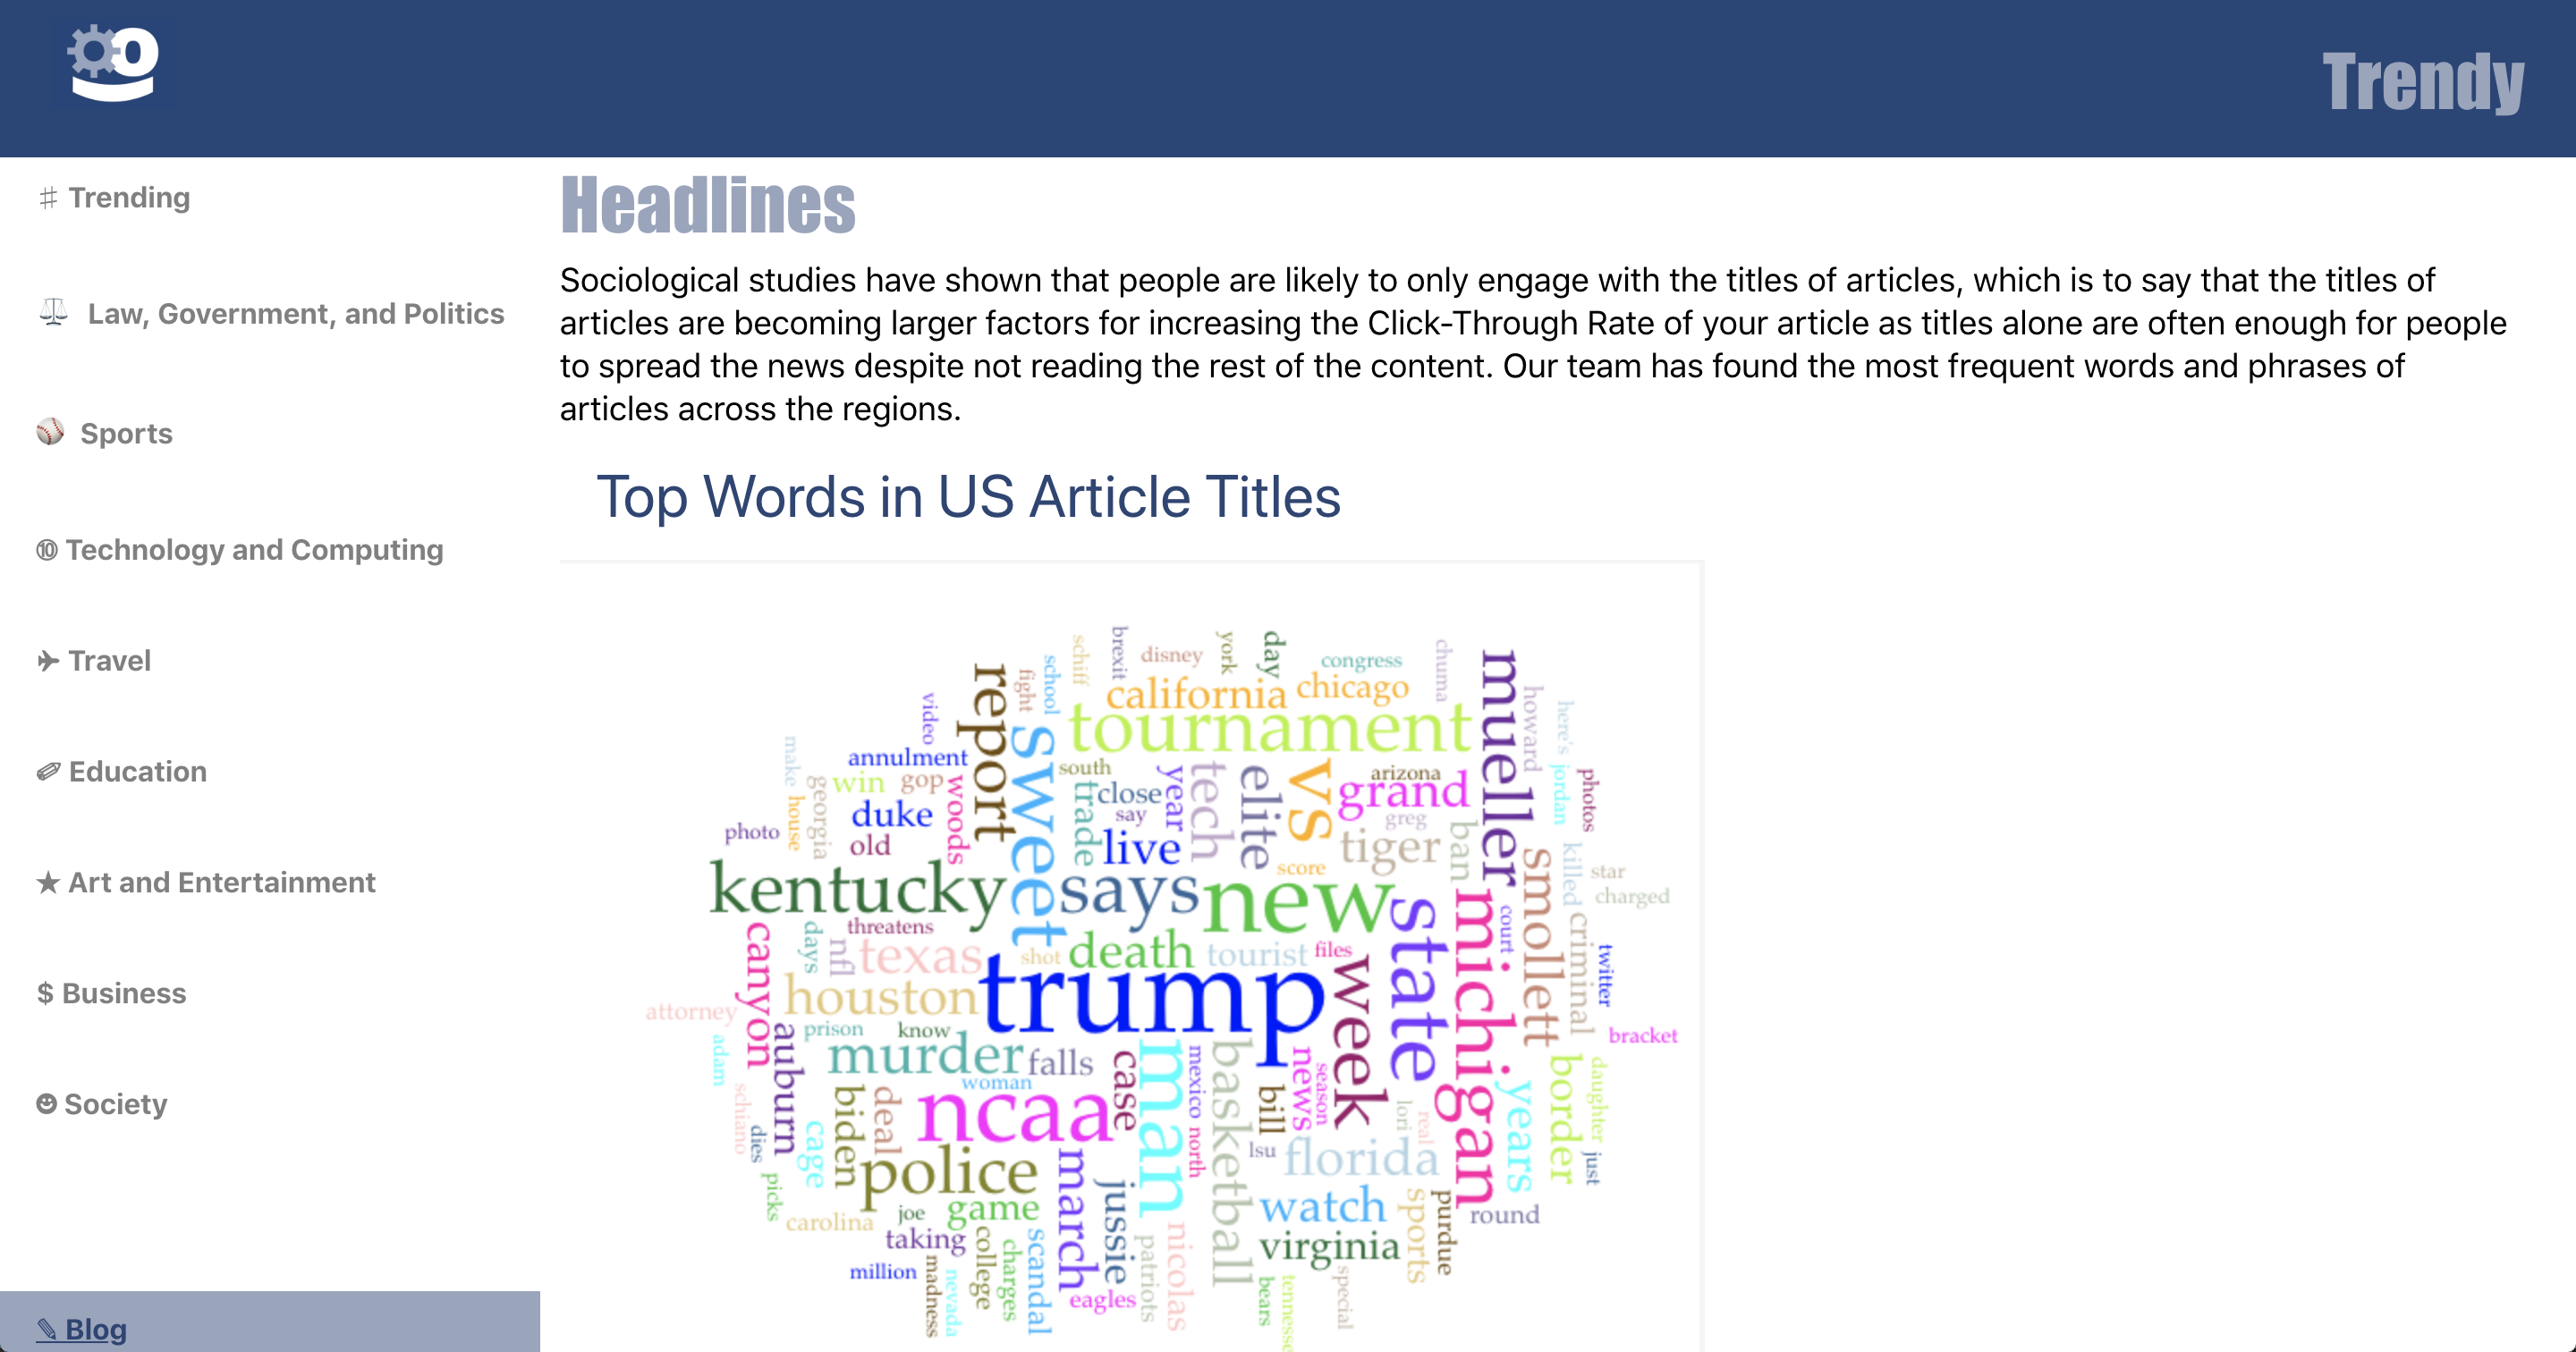 Trendy
# Trending
Law, Government, and Politics
Sports
⑩ Technology and Computing
✈ Travel
Education
★ Art and Entertainment
$ Business
Society
Blog
Headlines
Sociological studies have shown that people are likely to only engage with the titles of articles, which is to say that the titles of
articles are becoming larger factors for increasing the Click-Through Rate of your article as titles alone are often enough for people
to spread the news despite not reading the rest of the content. Our team has found the most frequent words and phrases of
articles across the regions.
Top Words in US Article Titles
schiff
brexit
disney
york
day
congress
chuma
mueller
report
fight
school
california
chicago
howard
here's
video
tournament
make
annulment
sweet
south
year
tech
elite
vs
arizona
jordan
photos
win
gop
woods
georgia
house
trade
close
grand
duke
say
greg
photo
old
live
tiger
ban
smollett
killed
score
star
kentucky
says
new
charged
state
michigan
court
criminal
canyon
days
threatens
nfl
texas
shot
death
tourist
files
twitter
week
houston
trump
attorney
prison
know
bracket
adam
auburn
murder
falls
case
man
mexico
basketball
news
season
border
daughter
woman
years
schiano
dies
cage
biden
deal
ncaa
bill
lori
real
north
lsu
florida
just
picks
police
march
jussie
watch
sports
purdue
round
carolina
joe
game
taking
college
charges
scandal
patriots
nicolas
virginia
million
madness
nevada
eagles
bears
special